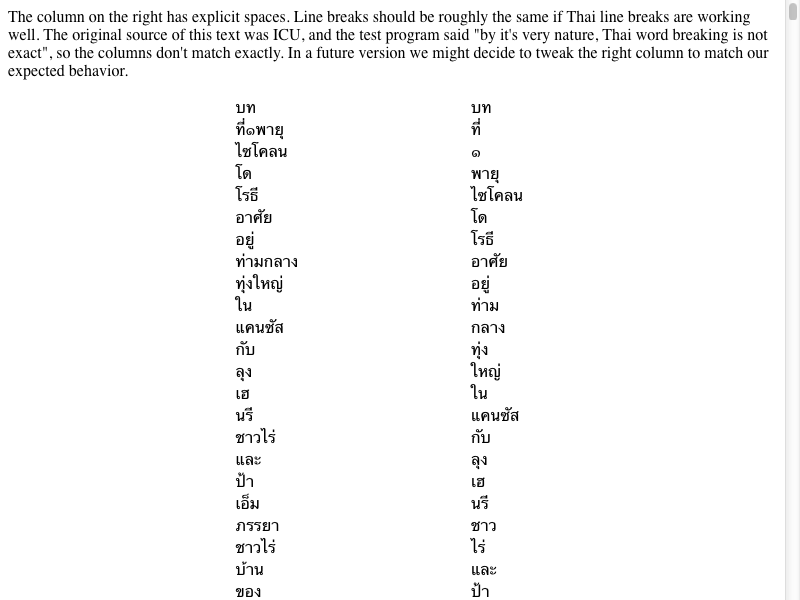 The column on the right has explicit spaces. Line breaks should be roughly the same if Thai line breaks are working
well. The original source of this text was ICU, and the test program said "by it's very nature, Thai word breaking is not
exact", so the columns don't match exactly. In a future version we might decide to tweak the right column to match our
expected behavior.
บท
ที่๑พายุ
ไซโคลน
โด
โรธี
อาศัย
อยู่
ท่ามกลาง
ทุ่งใหญ่
ใน
แคนซัส
กับ
ลุง
เฮ
นรี
ชาวไร่
และ
ป้า
เอ็ม
ภรรยา
ชาวไร่
บ้าน
ของ
บท
ที่
๑
พายุ
ไซโคลน
โด
โรธี
อาศัย
อยู่
ท่าม
กลาง
ทุ่ง
ใหญ่
ใน
แคนซัส
กับ
ลุง
เฮ
นรี
ชาว
ไร่
และ
ป้า